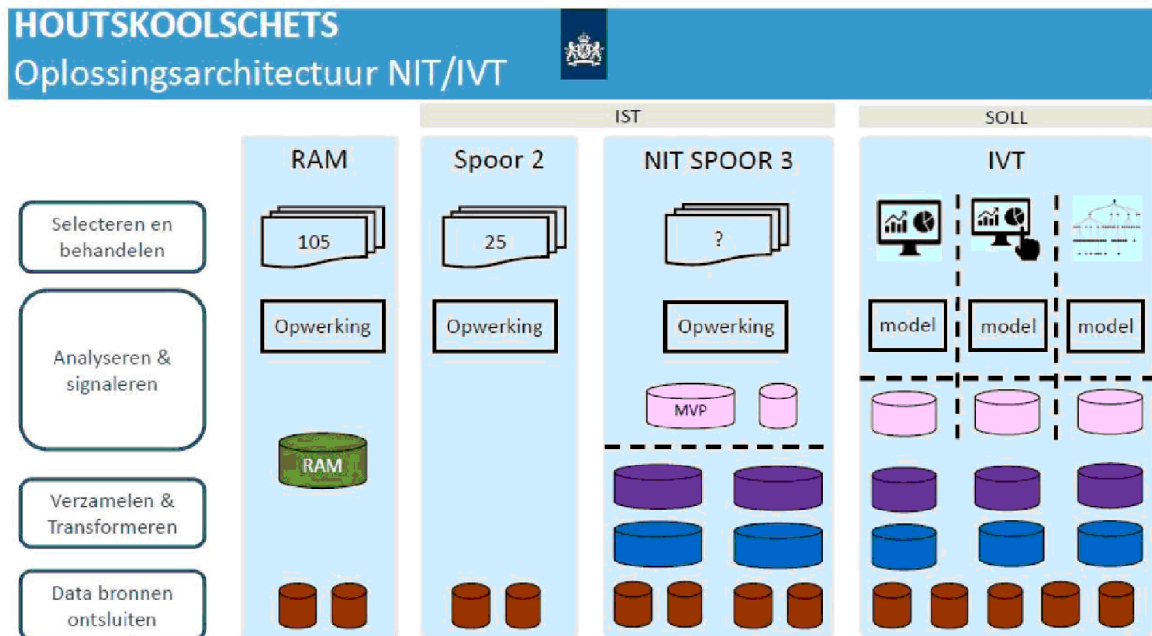 HOUTSKOOLSCHETS
Oplossingsarchitectuur NIT/IVT
IST
SOLL
RAM
Spoor 2
NIT SPOOR 3
IVT
Selecteren en
behandelen
105
25
?
Analyseren &
signaleren
Opwerking
Opwerking
Opwerking
model
model
model
MVP
RAM
Verzamelen &
Transformeren
Data bronnen
ontsluiten